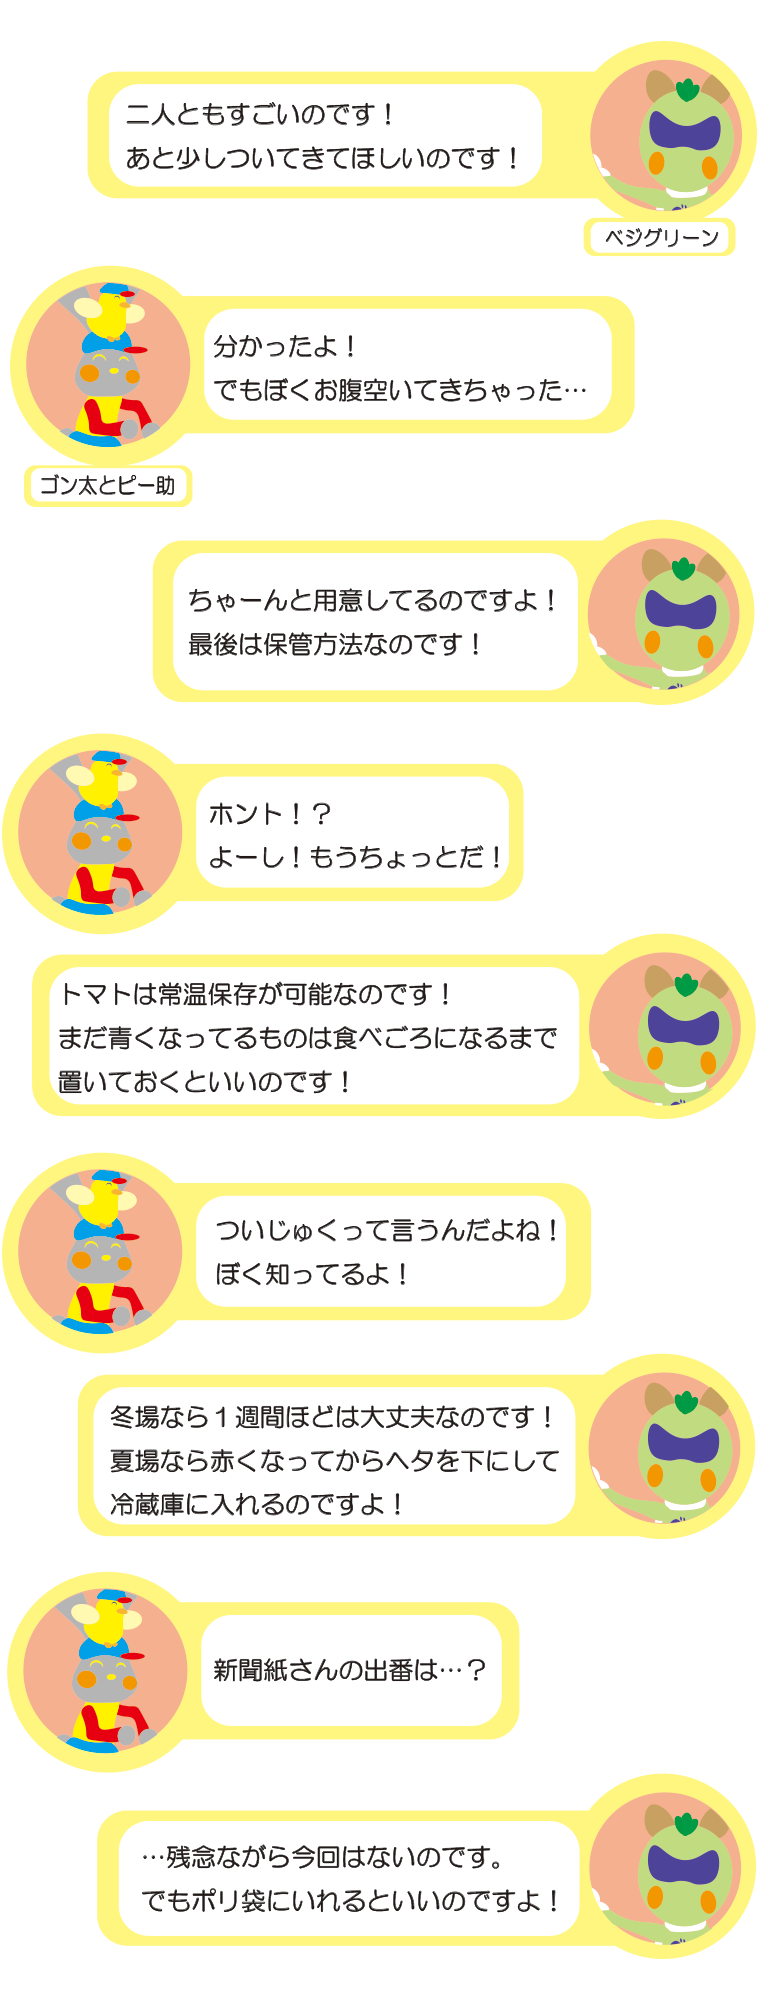 二人ともすごいのです！
あと少しついてきてほしいのです！
ベジグリーン
分かったよ！
でもぼくお腹空いてきちゃった…
ゴン太とピー助
ちゃーんと用意してるのですよ！
最後は保管方法なのです！
ホント！？
よーし！もうちょっとだ！
トマトは常温保存が可能なのです！
まだ青くなってるものは食べごろになるまで
置いておくといいのです！
ついじゅくって言うんだよね！
ぼく知ってるよ！
冬場なら１週間ほどは大丈夫なのです！
夏場なら赤くなってからヘタを下にして
冷蔵庫に入れるのですよ！
新聞紙さんの出番は…？
…残念ながら今回はないのです。
でもポリ袋にいれるといいのですよ！